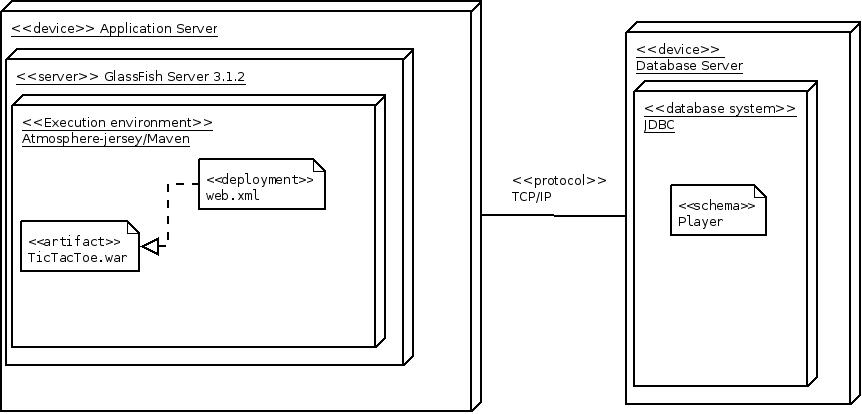 <<device>> Application Server
<<server>> GlassFish Server 3.1.2
<<Execution environment>>
Atmosphere-jersey/Maven
<<deployment>>
web.xml
<<artifact>>
TicTacToe.war
<<protocol>>
TCP/IP
<<device>>
Database Server
<<database system>>
JDBC
<<schema>>
Player